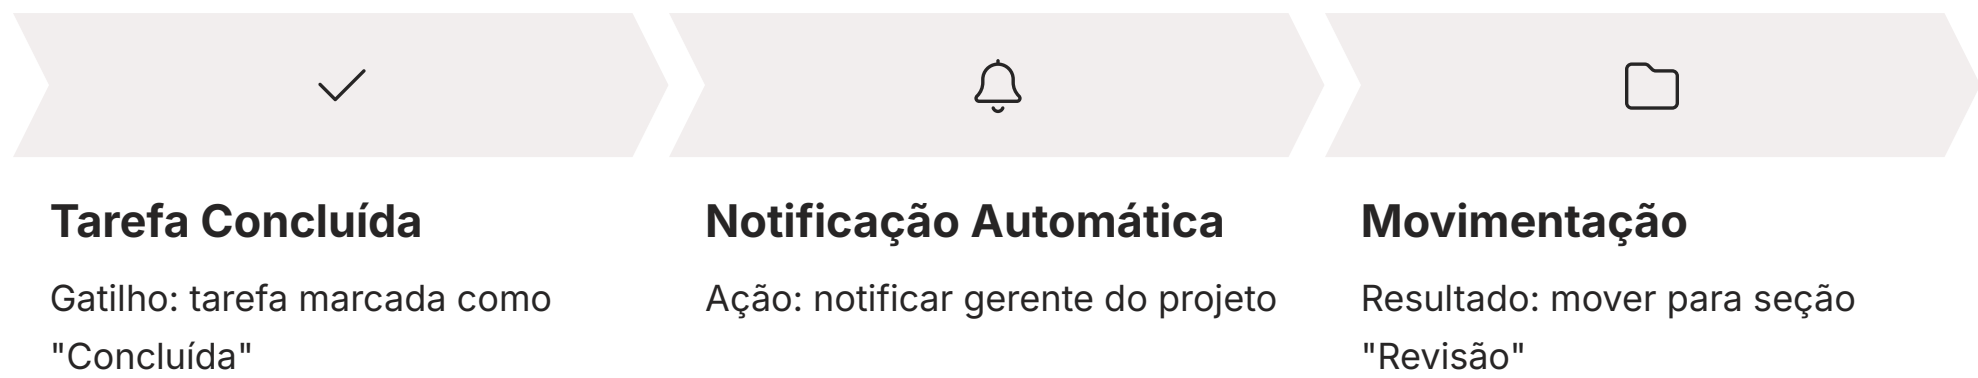 Tarefa Concluída
Gatilho: tarefa marcada como
"Concluída"
Notificação Automática
Ação: notificar gerente do projeto
Movimentação
Resultado: mover para seção
"Revisão"